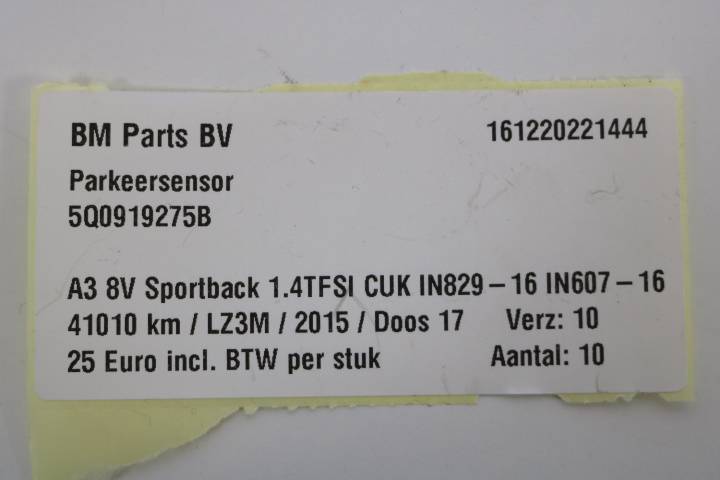 BM Parts BV 161220221444
Parkeersensor
5Q0919275B
A3 8V Sportback 1.4TFSI CUK IN829-16 IN607-16
41010 km / LZ3M / 2015 / Doos 17 Verz: 10
25 Euro incl. BTW per stuk Aantal: 10